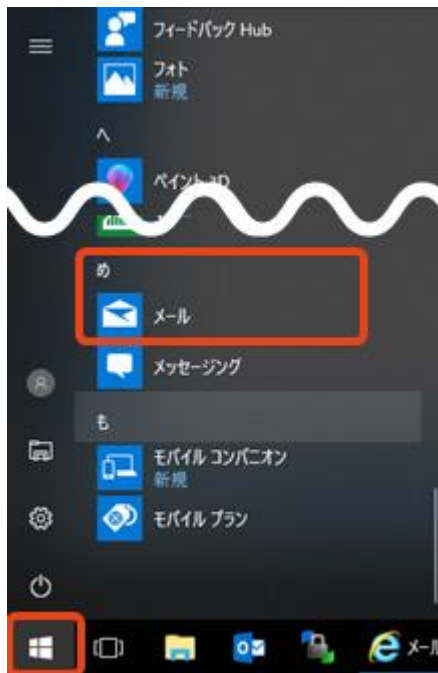 フィードバック Hub
フォト
新規
へ
ペイント 3D
め
メール
メッセージング
も
モバイル コンパニオン
新規
モバイル プラン
メール